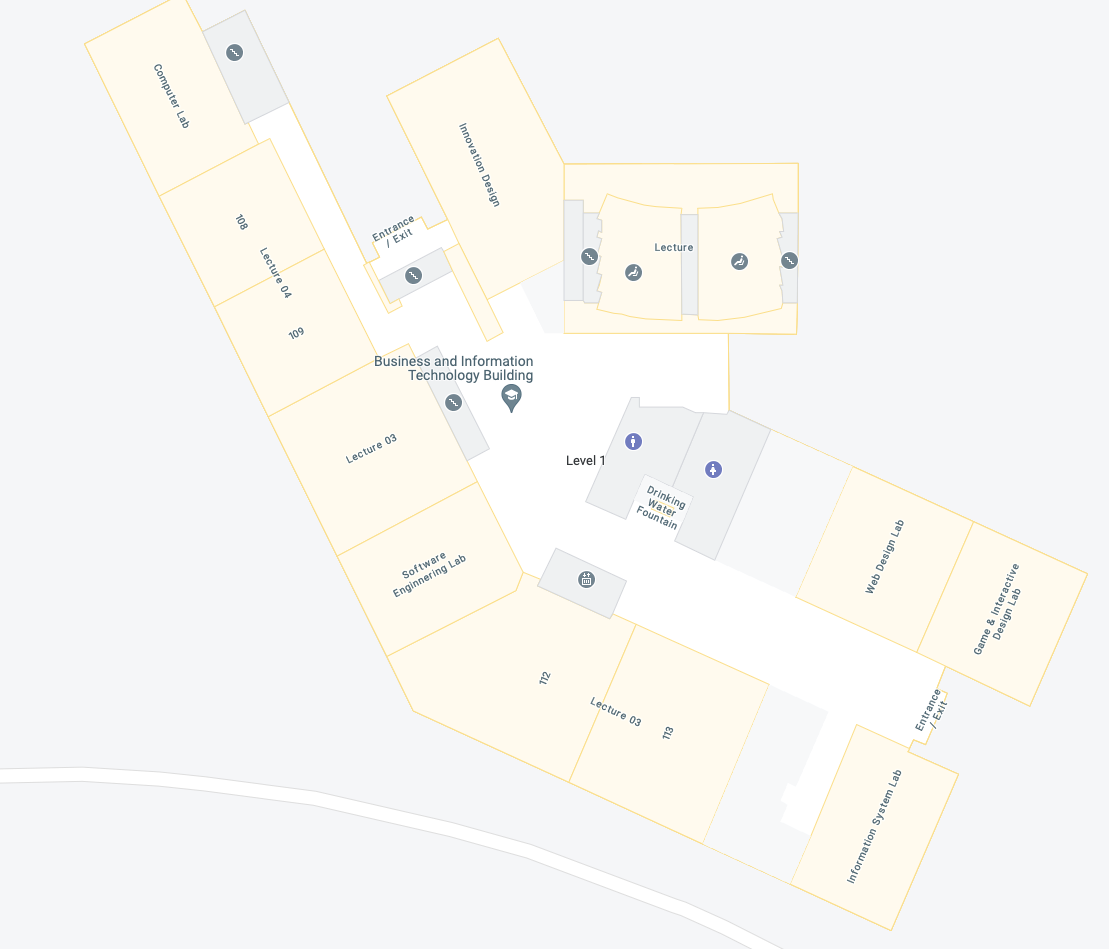 Computer Lab
Innovation Design
108
Entrance
/ Exit
Lecture
Lecture 04
109
Business and Information
Technology Building
Lecture 03
Level 1
Drinking
Water
Fountain
Software
Enginnering Lab
Web Design Lab
Game & Interactive
Design Lab
112
Lecture 03
113
Entrance
/ Exit
Information System Lab